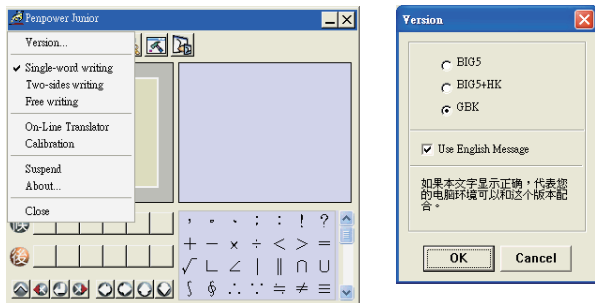 Penpower Junior
Version...
Single-word writing
Two-sides writing
Free writing
On-Line Translator
Calibration
Suspend
About...
Close
後
, 。 、 ; : ! ?
+ − × ÷ < > =
√ ∟ ∠ | ‖ ∩ ∪
∫ ∮ ∴ ∵ ≒ ≠ ≡
Version
BIG5
BIG5+HK
GBK
Use English Message
如果本文字显示正确，代表您
的电脑环境可以和这个版本配
合。
OK
Cancel